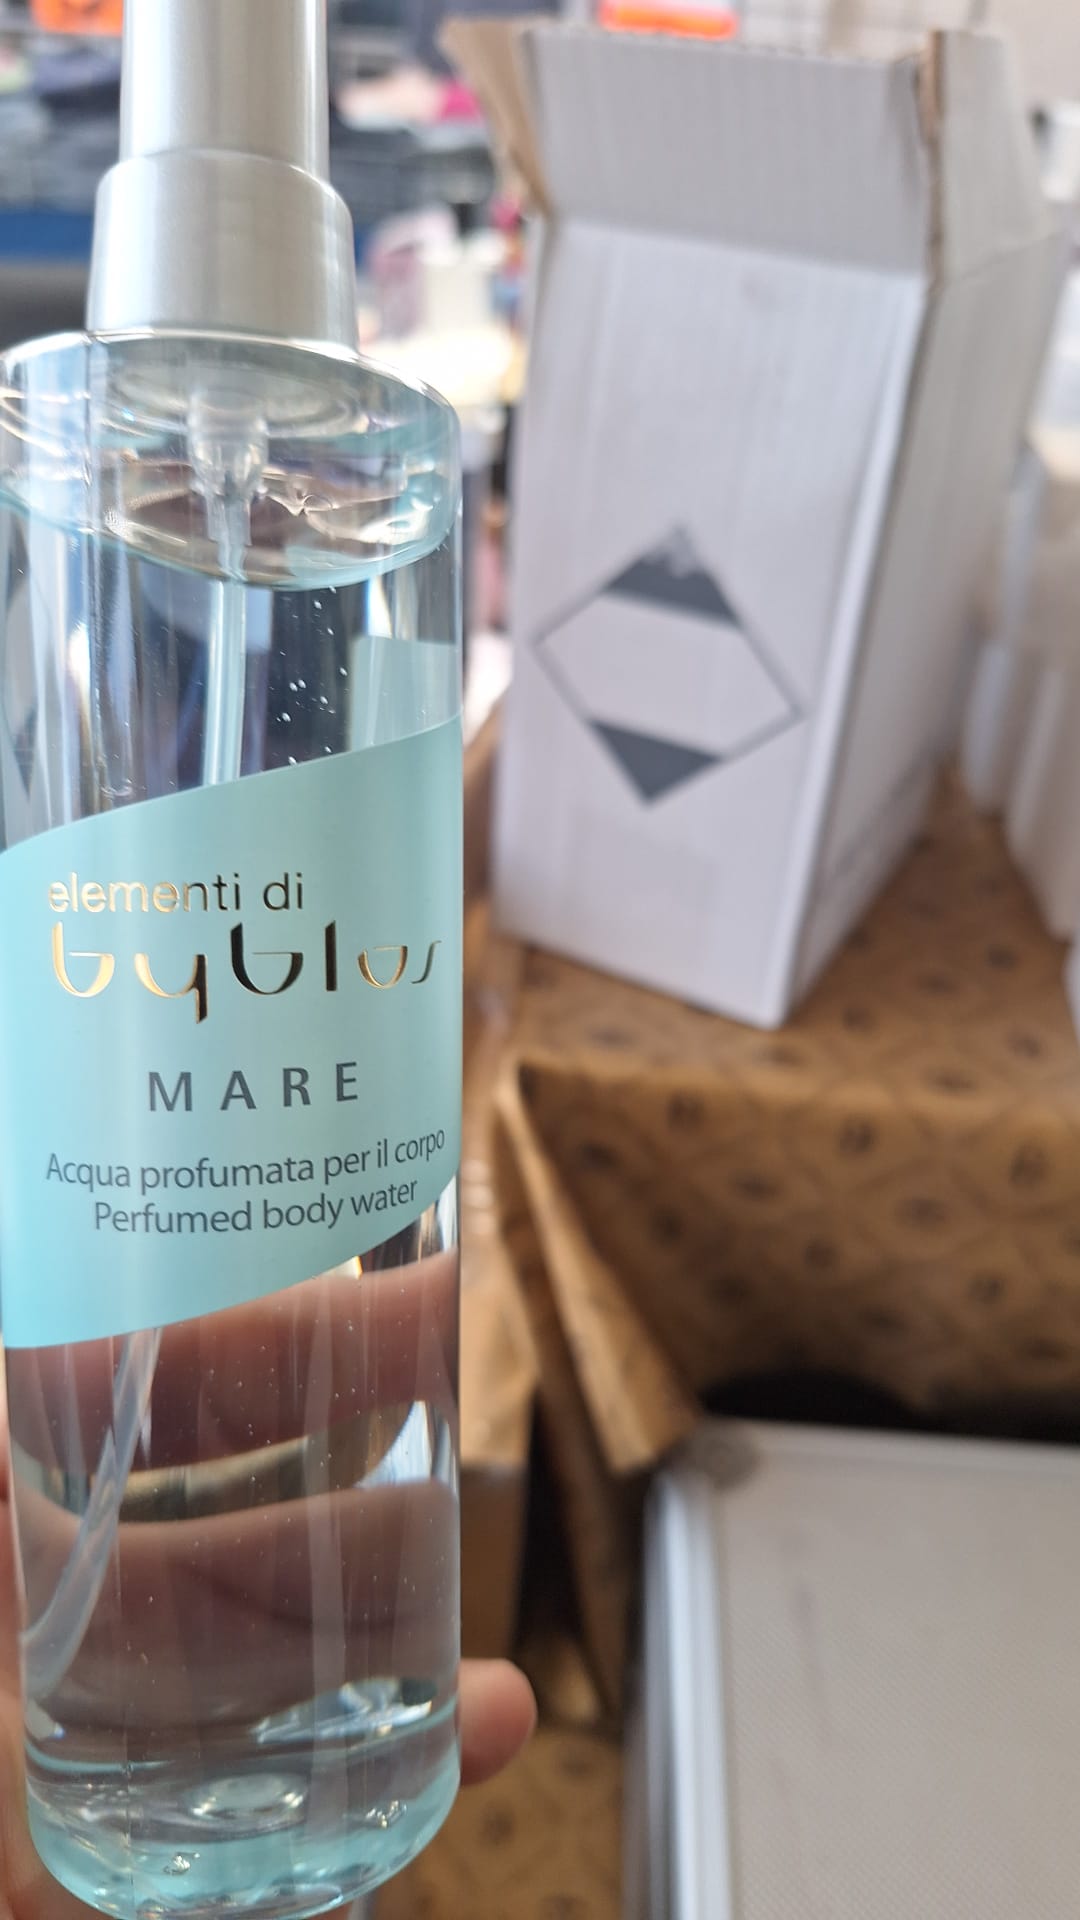 elementi di
byblos
MARE
Acqua profumata per il corpo
Perfumed body water